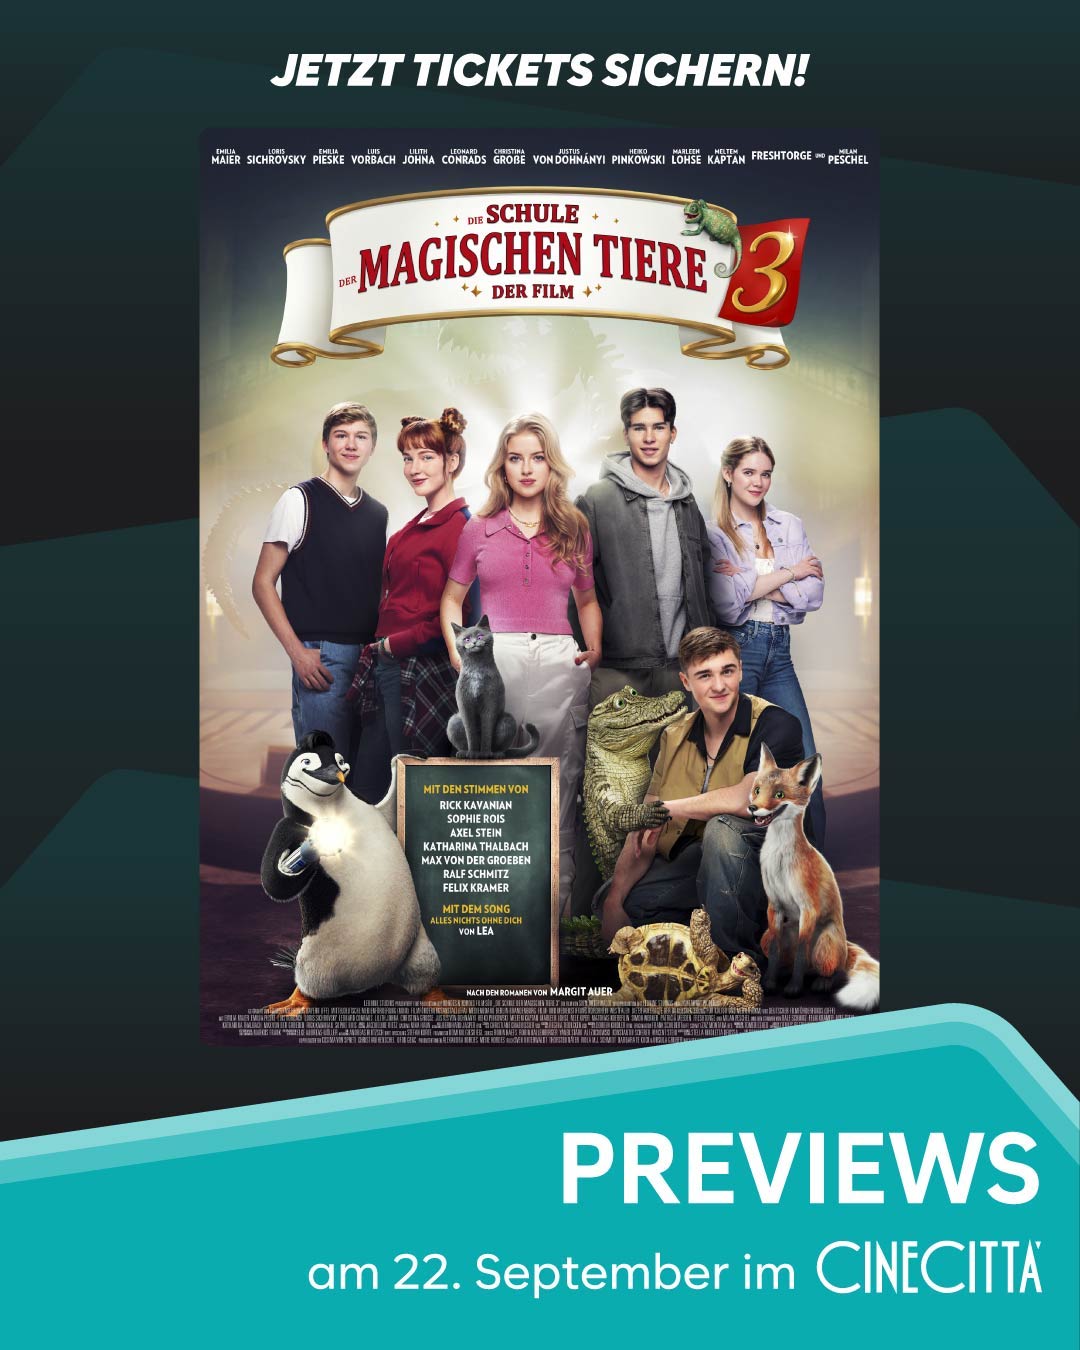 JETZT TICKETS SICHERN!
EMILIA MAIER LORIS SICHROVSKY EMILIA PIESKE LUIS VORBACH LILITH JOHNA LEONARD CONRADS CHRISTINA GROßE JUSTUS VON DOHNÁNYI HEIKO PINKOWSKI MARLEEN LOHSE MELTEM KAPTAN FRESHTORGE UND MILAN PESCHEL
DIE SCHULE
DER MAGISCHEN TIERE 3
DER FILM
MIT DEN STIMMEN VON
RICK KAVANIAN
SOPHIE ROIS
AXEL STEIN
KATHARINA THALBACH
MAX VON DER GROEBEN
RALF SCHMITZ
FELIX KRAMER
MIT DEM SONG
ALLES NICHTS OHNE DICH
VON LEA
NACH DEN ROMANEN VON MARGIT AUER
PREVIEWS
am 22. September im CINECITTÀ